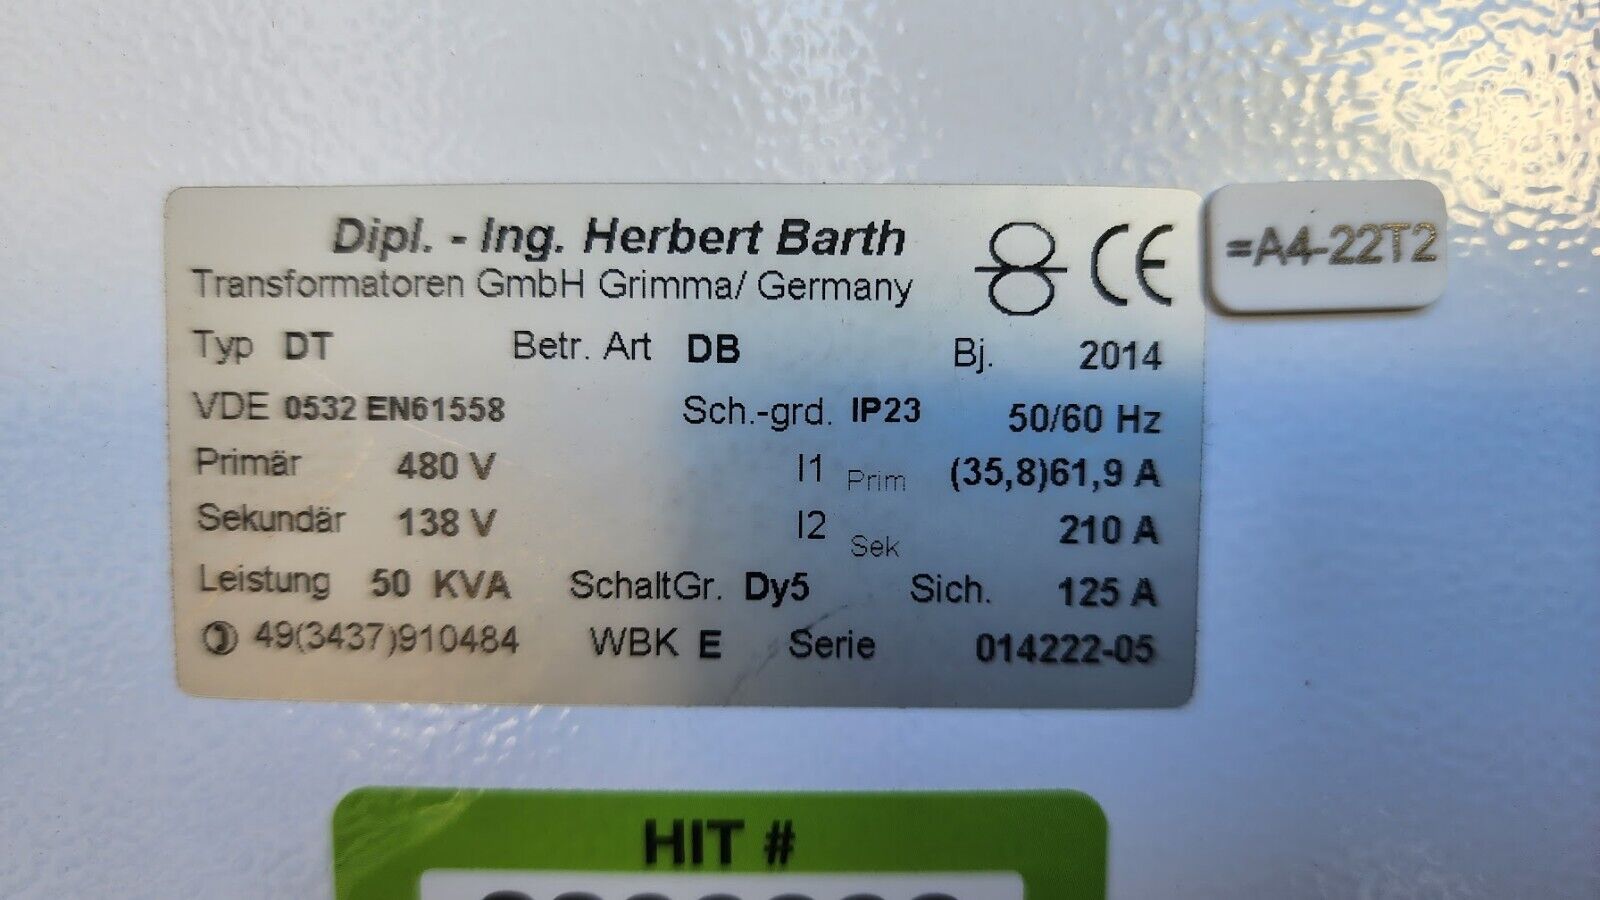 Dipl. - Ing. Herbert Barth
Transformatoren GmbH Grimma/ Germany
CE
=A4-22T2
Typ DT Betr. Art DB Bj. 2014
VDE 0532 EN61558 Sch.-grd. IP23 50/60 Hz
Primär 480 V I1 Prim (35,8)61,9 A
Sekundär 138 V I2 Sek 210 A
Leistung 50 KVA SchaltGr. Dy5 Sich. 125 A
49(3437)910484 WBK E Serie 014222-05
HIT #